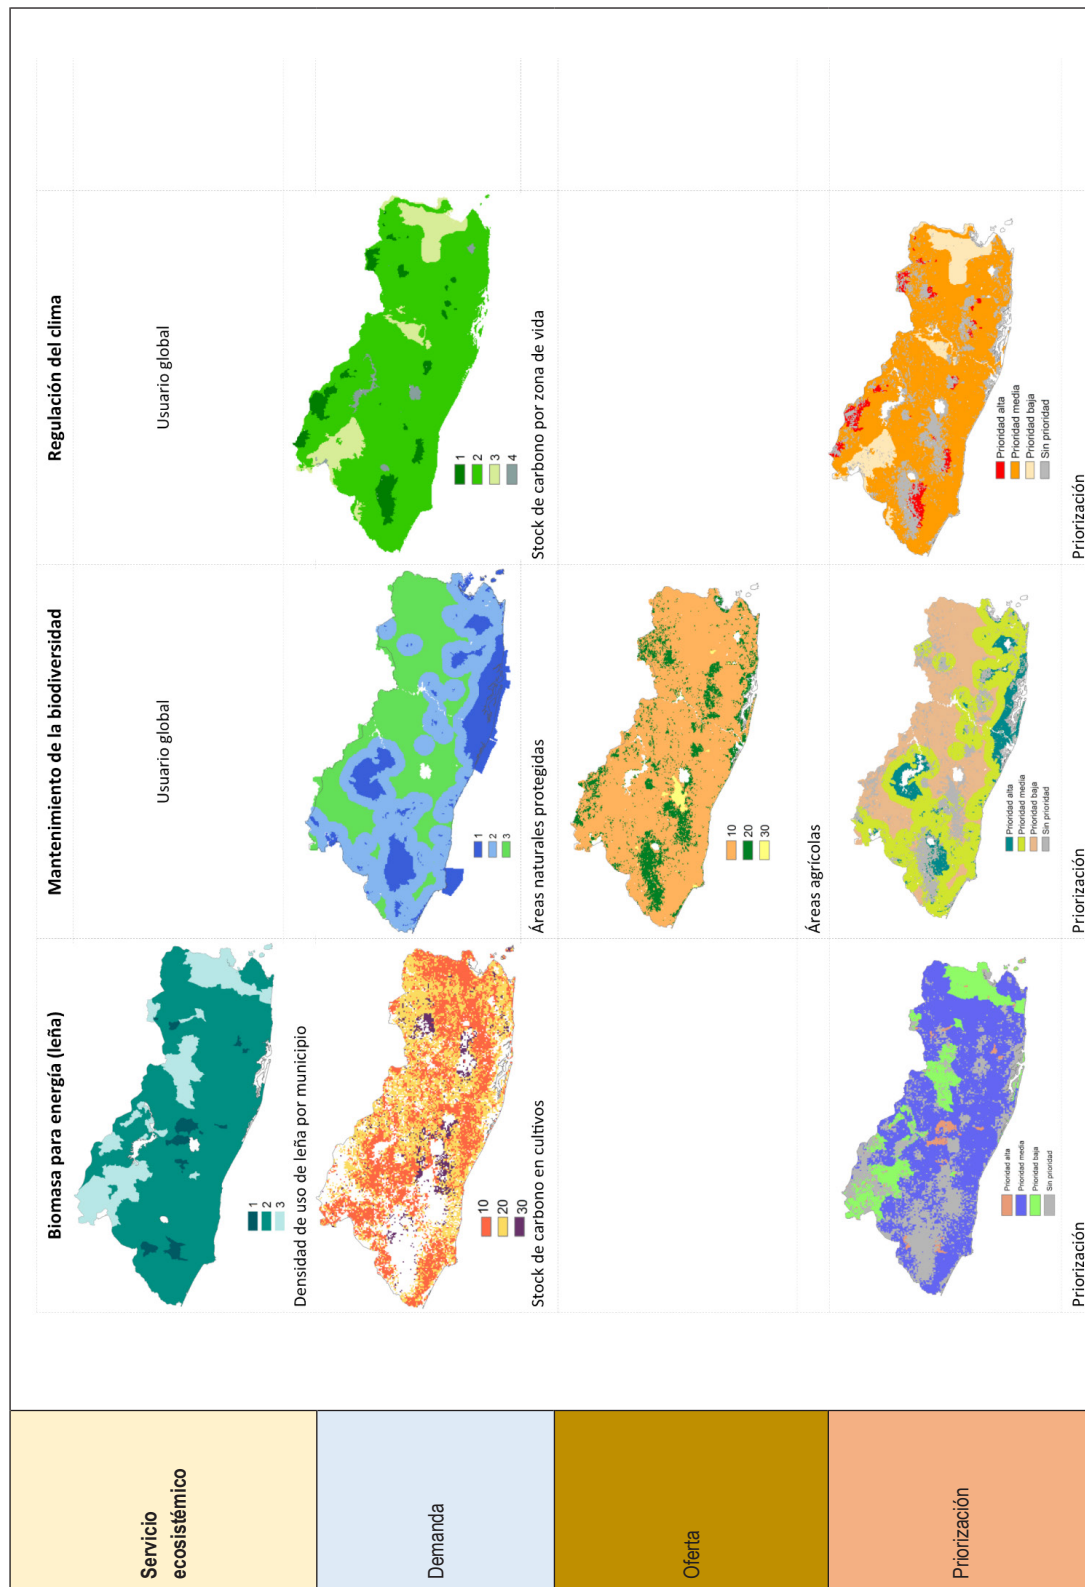 Servicio
ecosistémico
Biomasa para energía (leña)
Mantenimiento de la biodiversidad
Regulación del clima
Demanda
1
2
3
Densidad de uso de leña por municipio
Usuario global
Usuario global
Oferta
10
20
30
Stock de carbono en cultivos
1
2
3
Áreas naturales protegidas
1
2
3
4
Stock de carbono por zona de vida
10
20
30
Áreas agrícolas
Priorización
Prioridad alta
Prioridad media
Prioridad baja
Sin prioridad
Priorización
Prioridad alta
Prioridad media
Prioridad baja
Sin prioridad
Priorización
Prioridad alta
Prioridad media
Prioridad baja
Sin prioridad
Priorización